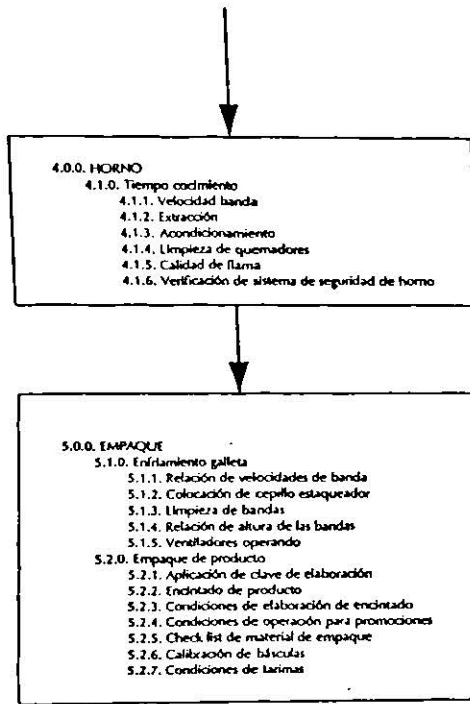 4.0.0. HORNO
4.1.0. Tiempo cocimiento
4.1.1. Velocidad banda
4.1.2. Extracción
4.1.3. Acondicionamiento
4.1.4. Limpieza de quemadores
4.1.5. Calidad de flama
4.1.6. Verificación de sistema de seguridad de horno
5.0.0. EMPAQUE
5.1.0. Enfriamiento galleta
5.1.1. Relación de velocidades de banda
5.1.2. Colocación de cepillo estaqueador
5.1.3. Limpieza de bandas
5.1.4. Relación de altura de las bandas
5.1.5. Ventiladores operando
5.2.0. Empaque de producto
5.2.1. Aplicación de clave de elaboración
5.2.2. Encintado de producto
5.2.3. Condiciones de elaboración de encintado
5.2.4. Condiciones de operación para promociones
5.2.5. Check list de material de empaque
5.2.6. Calibración de básculas
5.2.7. Condiciones de tarimas